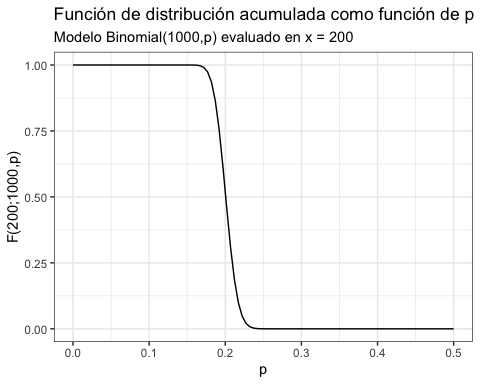 Función de distribución acumulada como función de p
Modelo Binomial(1000,p) evaluado en x = 200
1.00
0.75
0.50
0.25
0.00
F(200;1000,p)
0.0 0.1 0.2 0.3 0.4 0.5
p